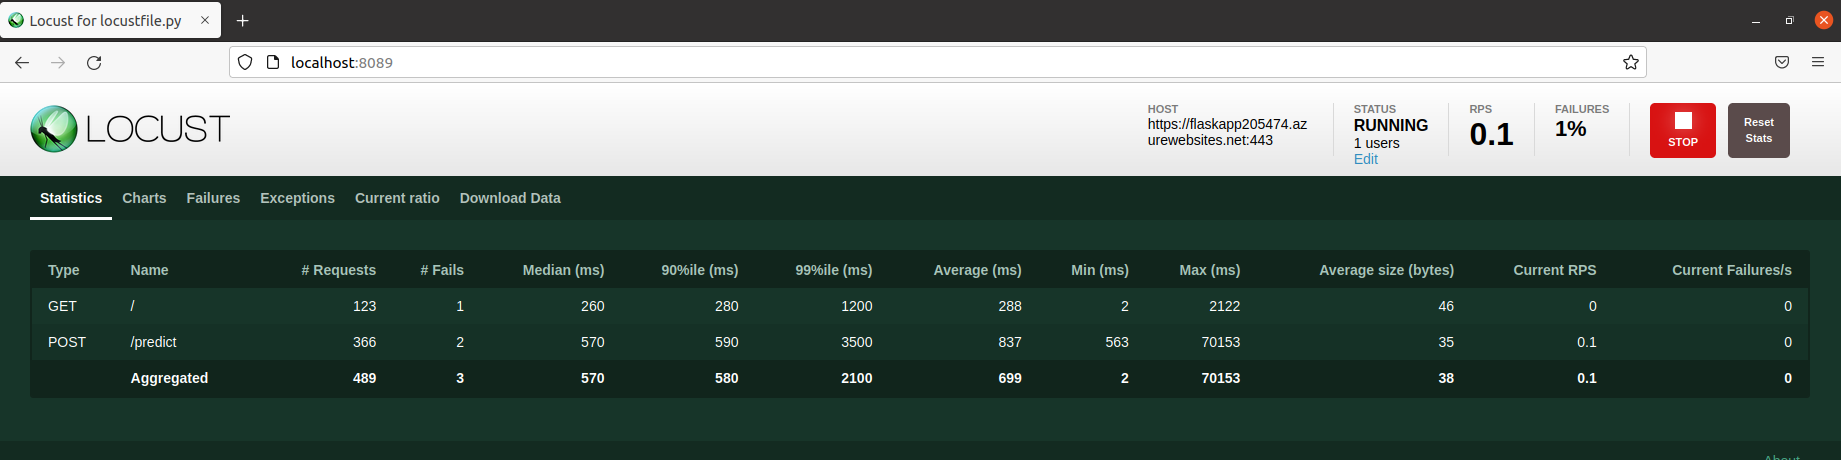 Locust for locustfile.py
localhost:8089
LOCUST
HOST
https://flaskapp205474.az
urewebsites.net:443
STATUS
RUNNING
1 users
Edit
RPS
0.1
FAILURES
1%
STOP
Reset
Stats
Statistics Charts Failures Exceptions Current ratio Download Data
Type Name # Requests # Fails Median (ms) 90%ile (ms) 99%ile (ms) Average (ms) Min (ms) Max (ms) Average size (bytes) Current RPS Current Failures/s
GET / 123 1 260 280 1200 288 2 2122 46 0 0
POST /predict 366 2 570 590 3500 837 563 70153 35 0.1 0
Aggregated 489 3 570 580 2100 699 2 70153 38 0.1 0
About